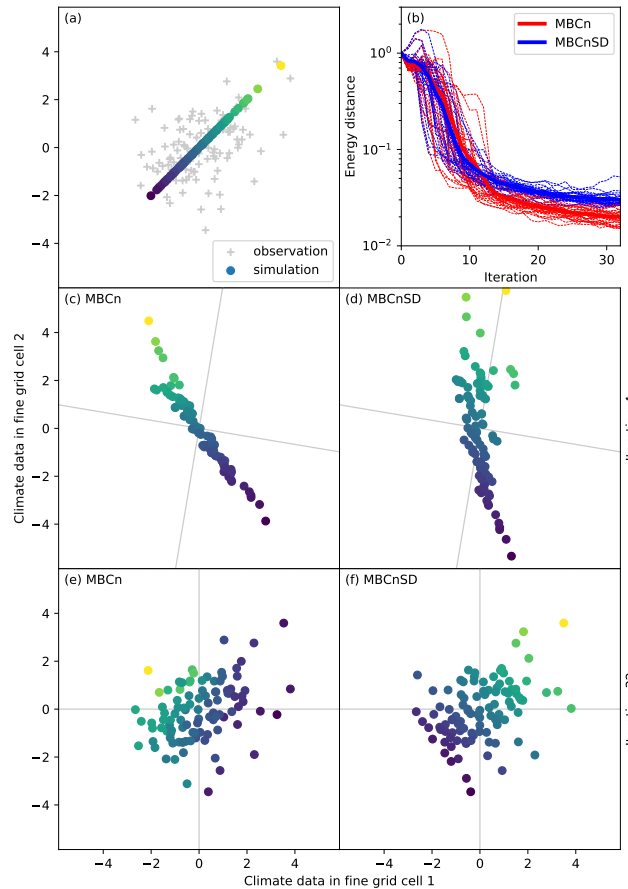 (a)
4
2
0
−2
−4
observation
simulation
(b)
MBCn
MBCnSD
10⁰
10⁻¹
10⁻²
Energy distance
0
10
20
30
Iteration
(c) MBCn
4
2
0
−2
−4
Climate data in fine grid cell 2
(d) MBCnSD
(e) MBCn
4
2
0
−2
−4
−4
−2
0
2
4
(f) MBCnSD
−4
−2
0
2
4
Climate data in fine grid cell 1